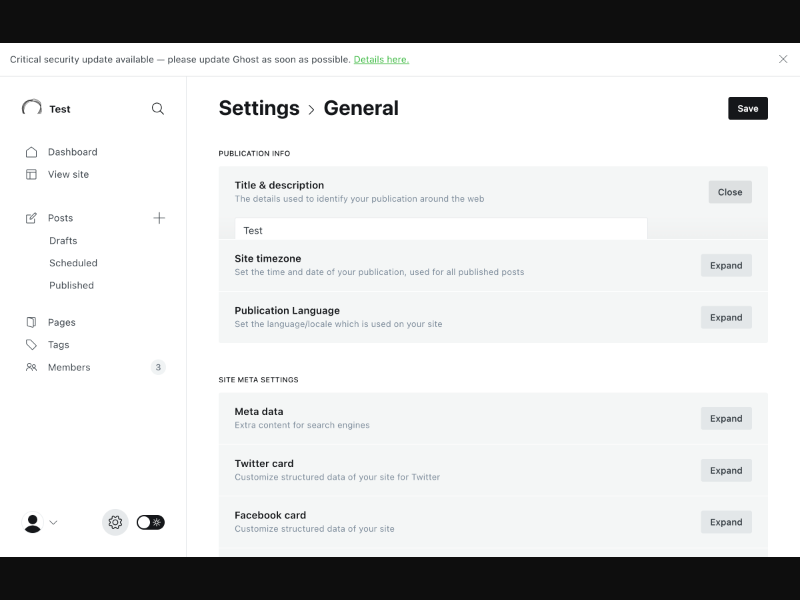 Critical security update available — please update Ghost as soon as possible. Details here.
Test
Settings > General
Save
Dashboard
View site
Posts
Drafts
Scheduled
Published
Pages
Tags
Members 3
PUBLICATION INFO
Title & description
The details used to identify your publication around the web
Close
Test
Site timezone
Set the time and date of your publication, used for all published posts
Expand
Publication Language
Set the language/locale which is used on your site
Expand
SITE META SETTINGS
Meta data
Extra content for search engines
Expand
Twitter card
Customize structured data of your site for Twitter
Expand
Facebook card
Customize structured data of your site
Expand